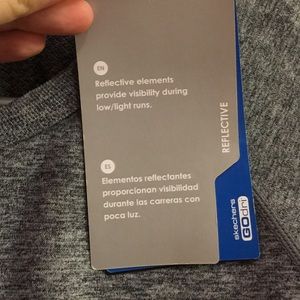 EN
Reflective elements
provide visibility during
low/light runs.
ES
Elementos reflectantes
proporcionan visibilidad
durante las carreras con
poca luz.
REFLECTIVE
skechers
GOdri